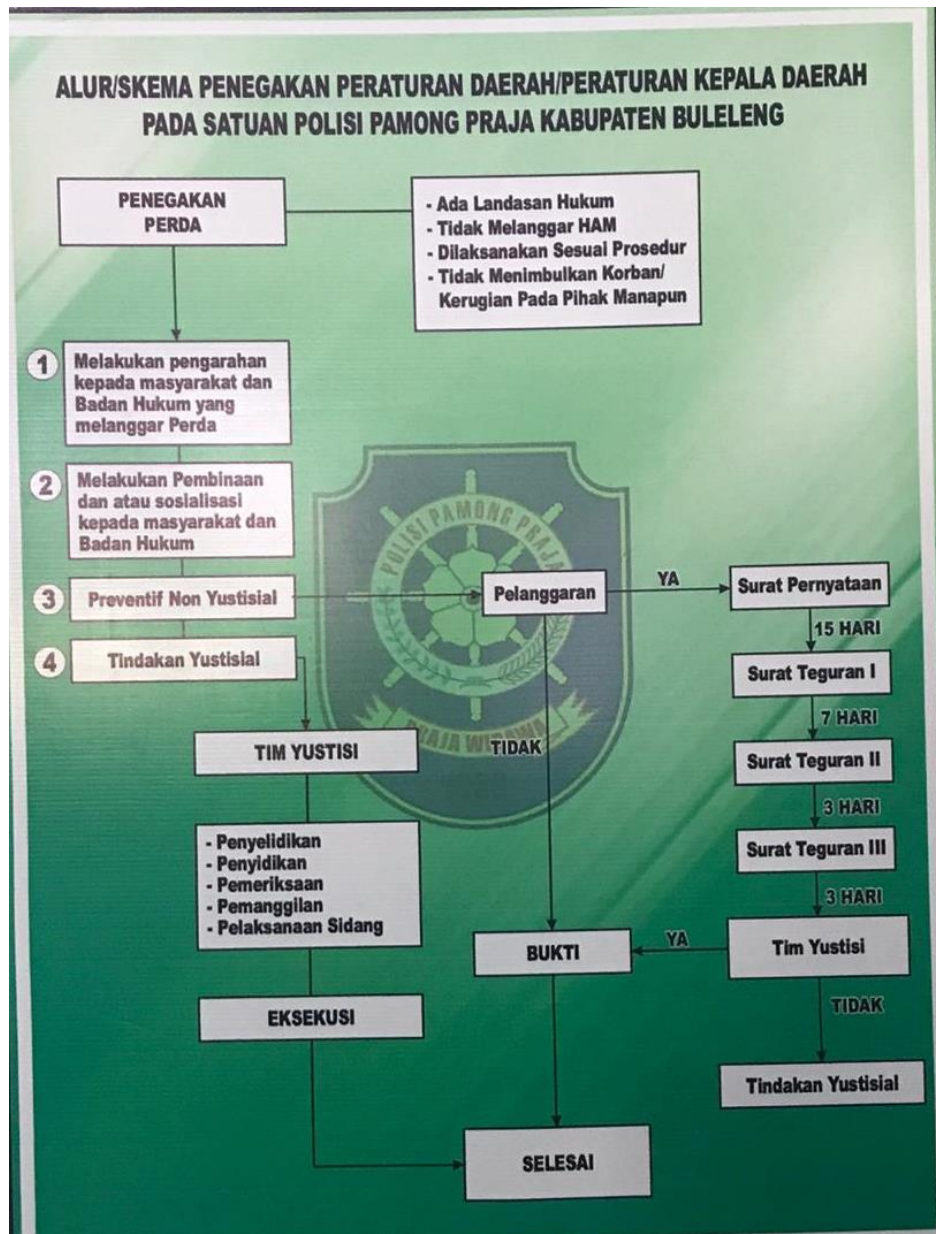 ALUR/SKEMA PENEGAKAN PERATURAN DAERAH/PERATURAN KEPALA DAERAH
PADA SATUAN POLISI PAMONG PRAJA KABUPATEN BULELENG
PENEGAKAN
PERDA
- Ada Landasan Hukum
- Tidak Melanggar HAM
- Dilaksanakan Sesuai Prosedur
- Tidak Menimbulkan Korban/
Kerugian Pada Pihak Manapun
1
Melakukan pengarahan
kepada masyarakat dan
Badan Hukum yang
melanggar Perda
2
Melakukan Pembinaan
dan atau sosialisasi
kepada masyarakat dan
Badan Hukum
3
Preventif Non Yustisial
4
Tindakan Yustisial
POLISI PAMONG PRAJA
PRAJA WIBAWA
Pelanggaran
YA
Surat Pernyataan
15 HARI
Surat Teguran I
7 HARI
Surat Teguran II
3 HARI
Surat Teguran III
3 HARI
Tim Yustisi
YA
TIDAK
Tindakan Yustisial
TIDAK
BUKTI
TIM YUSTISI
- Penyelidikan
- Penyidikan
- Pemeriksaan
- Pemanggilan
- Pelaksanaan Sidang
EKSEKUSI
SELESAI